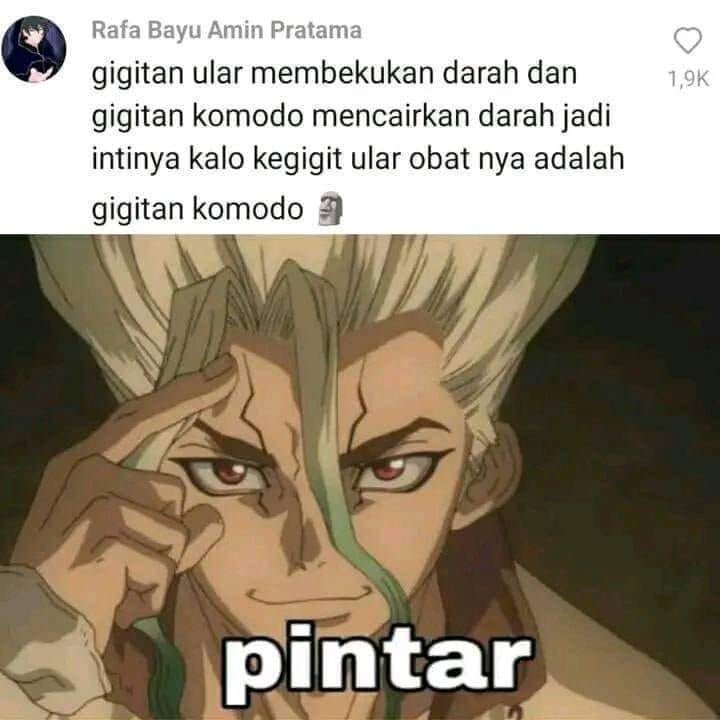 Rafa Bayu Amin Pratama
gigitan ular membekukan darah dan
1,9K
gigitan komodo mencairkan darah jadi
intinya kalo kegigit ular obat nya adalah
gigitan komodo 🗿
pintar